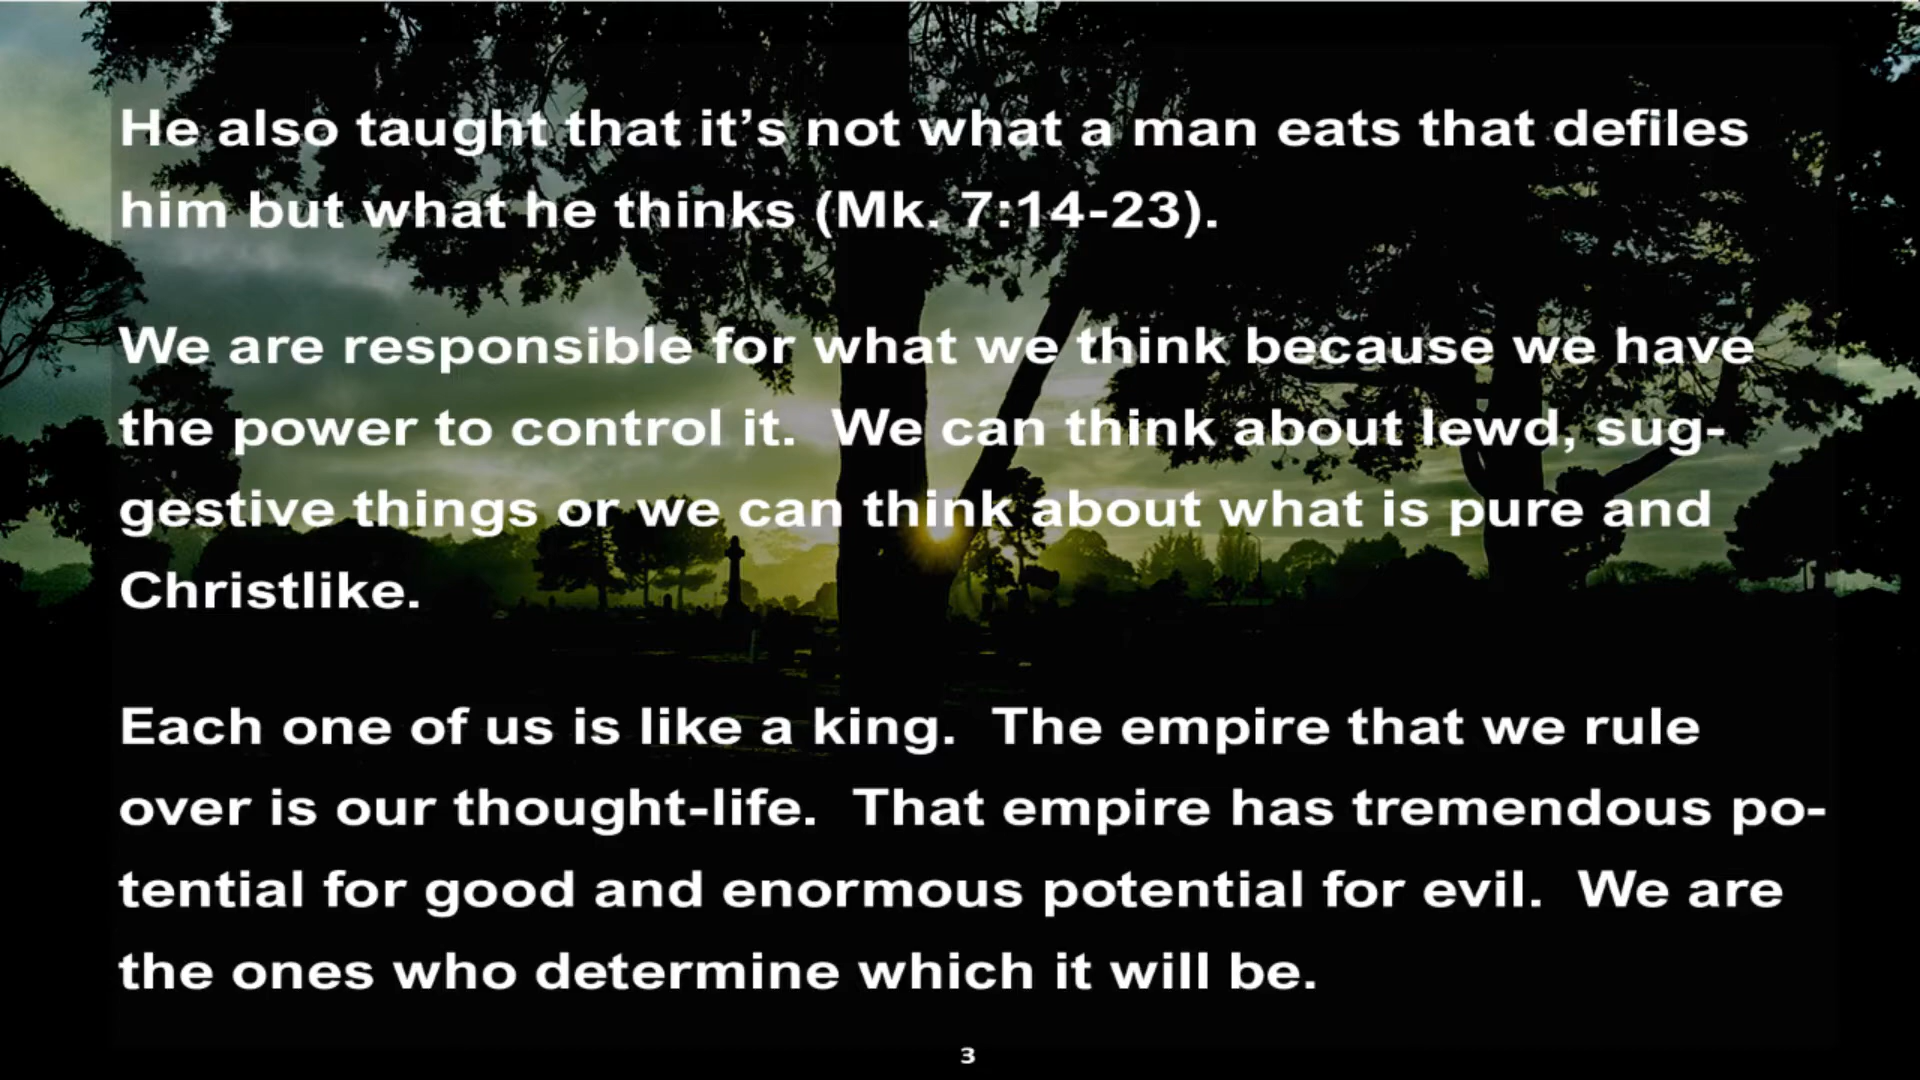 He also taught that it’s not what a man eats that defiles
him but what he thinks (Mk. 7:14-23).
We are responsible for what we think because we have
the power to control it.  We can think about lewd, sug-
gestive things or we can think about what is pure and
Christlike.
Each one of us is like a king.  The empire that we rule
over is our thought-life.  That empire has tremendous po-
tential for good and enormous potential for evil.  We are
the ones who determine which it will be.
3